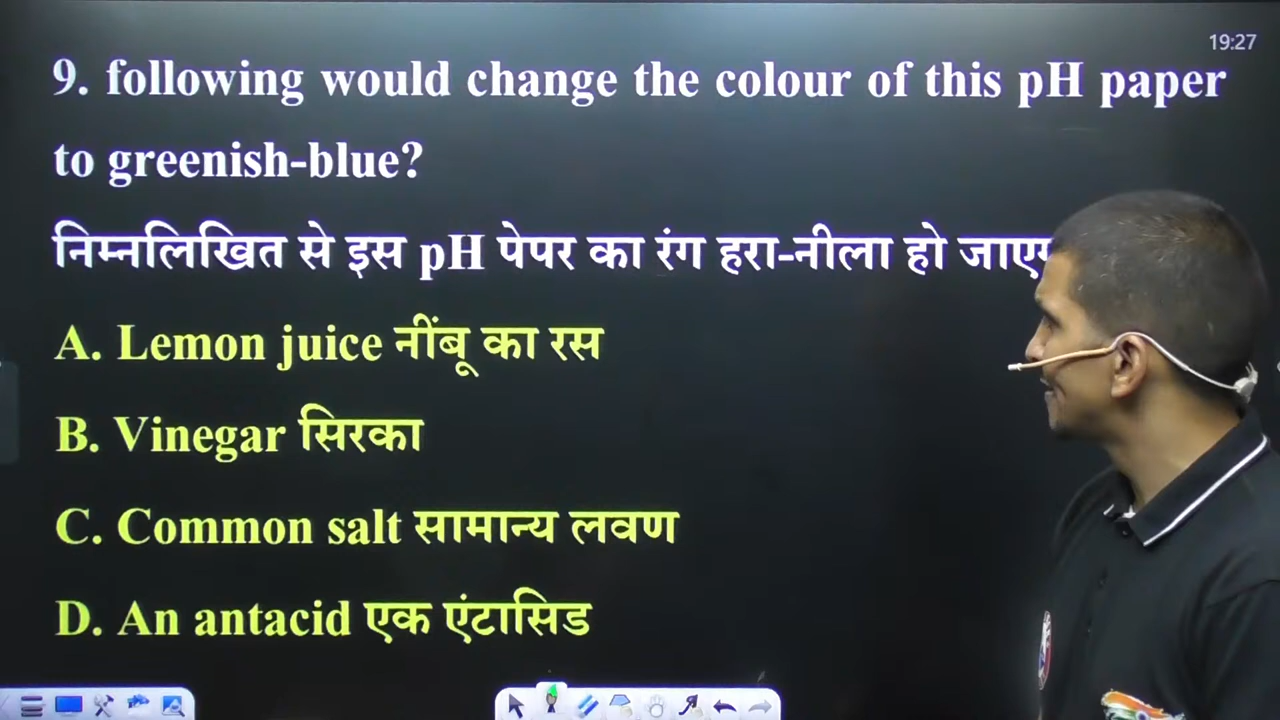 19:27
9. following would change the colour of this pH paper
to greenish-blue?
निम्नलिखित से इस pH पेपर का रंग हरा-नीला हो
A. Lemon juice नींबू का रस
B. Vinegar सिरका
C. Common salt सामान्य लवण
D. An antacid एक एंटासिड